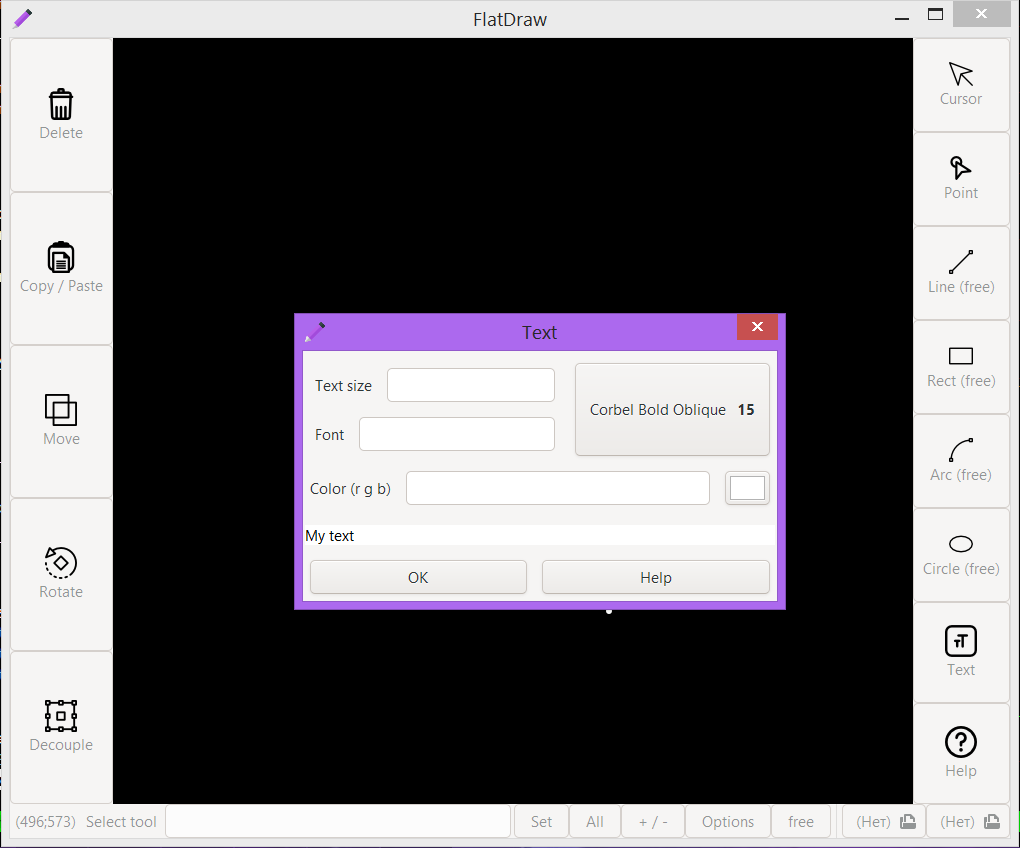 FlatDraw
Delete
Copy / Paste
Move
Rotate
Decouple
Text
Text size
Corbel Bold Oblique 15
Font
Color (r g b)
My text
OK
Help
Cursor
Point
Line (free)
Rect (free)
Arc (free)
Circle (free)
Text
Help
(496;573) Select tool
Set
All
+ / -
Options
free
(Нет)
(Нет)